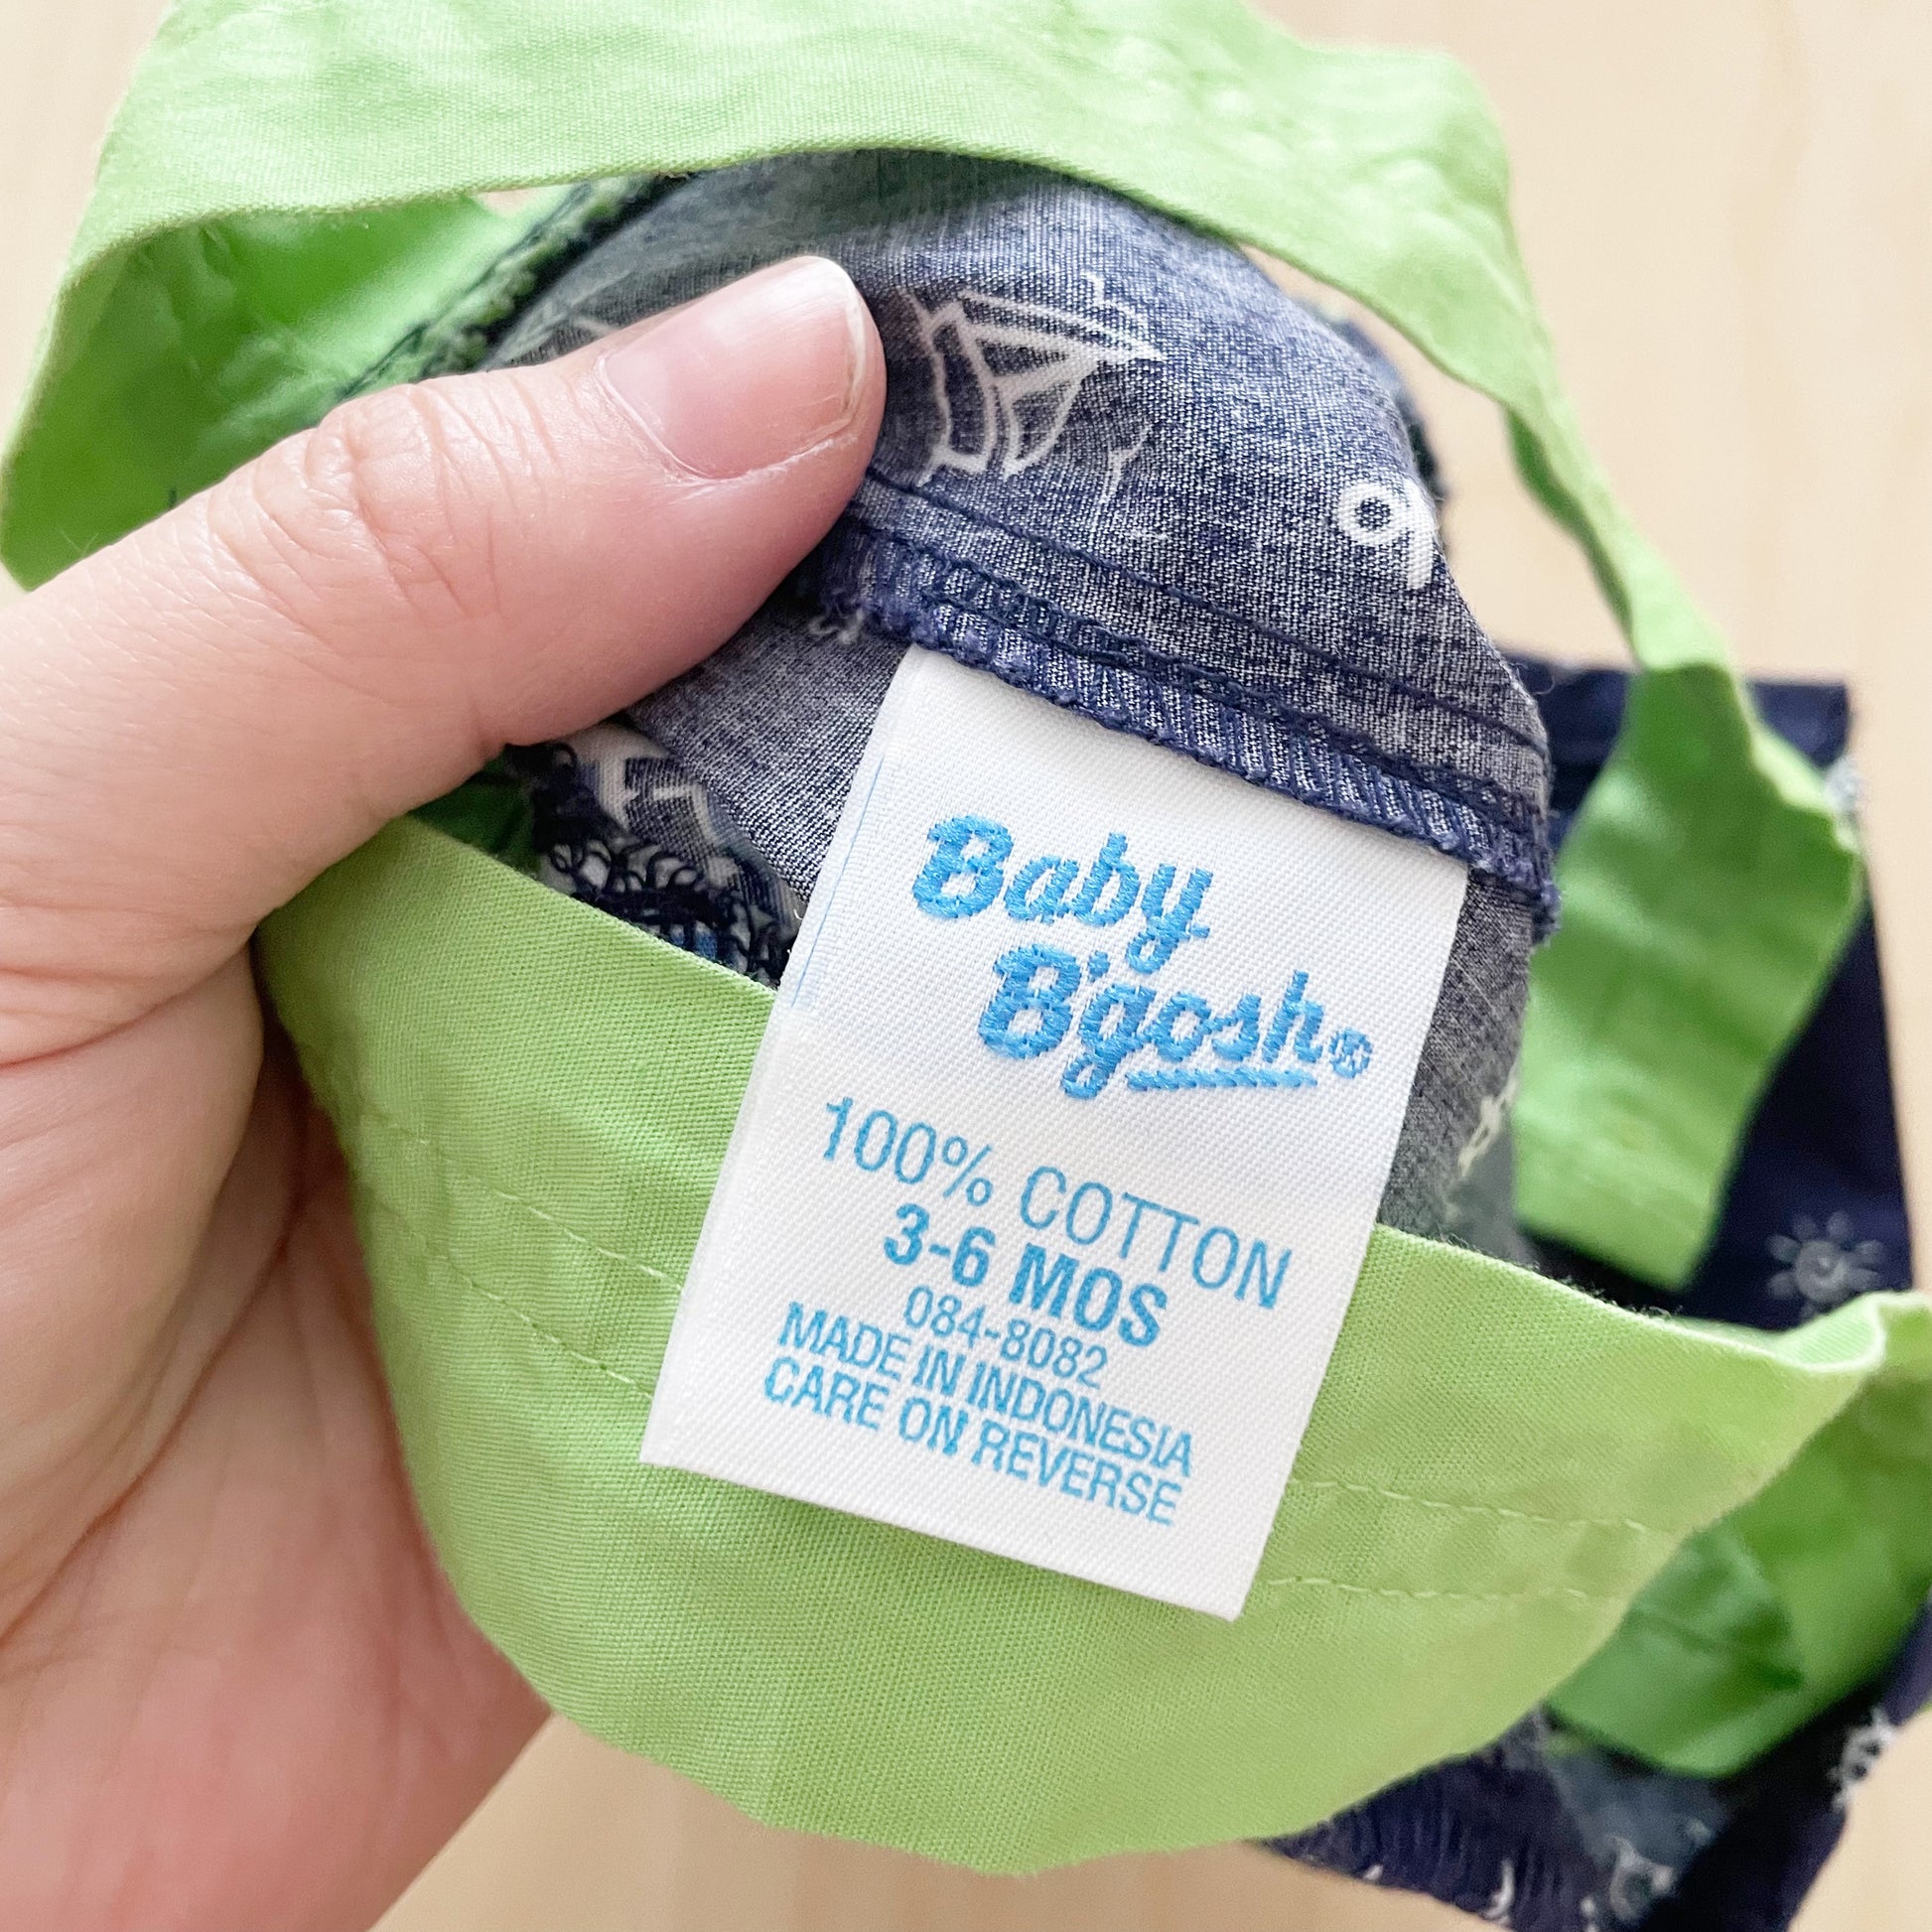 Baby
B'gosh®
100% COTTON
3-6 MOS
084-8082
MADE IN INDONESIA
CARE ON REVERSE